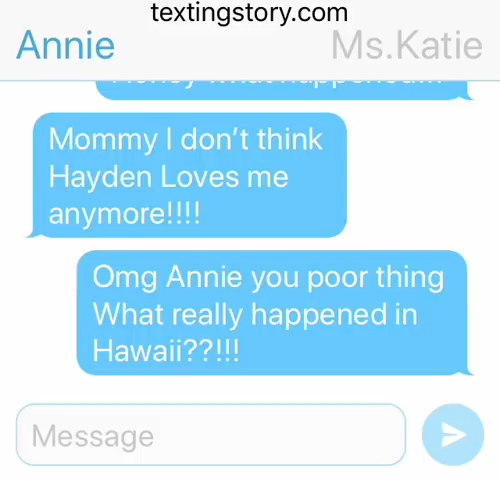 textingstory.com
Annie Ms.Katie
Mommy I don't think
Hayden Loves me
anymore!!!!
Omg Annie you poor thing
What really happened in
Hawaii??!!!
Message